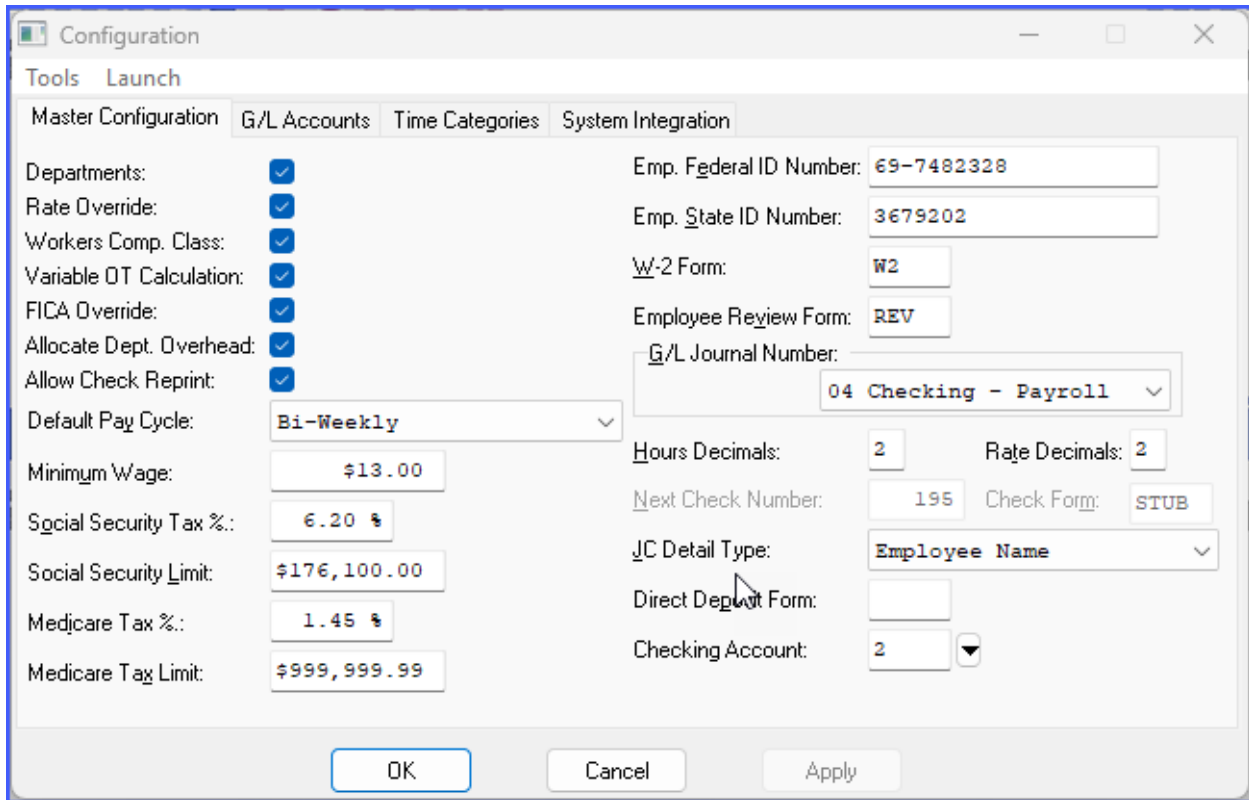 Configuration
Tools Launch
Master Configuration G/L Accounts Time Categories System Integration
Departments:
Rate Override:
Workers Comp. Class:
Variable OT Calculation:
FICA Override:
Allocate Dept. Overhead:
Allow Check Reprint:
Default Pay Cycle: Bi-Weekly
Minimum Wage: $13.00
Social Security Tax %.: 6.20 %
Social Security Limit: $176,100.00
Medicare Tax %.: 1.45 %
Medicare Tax Limit: $999,999.99
Emp. Federal ID Number: 69-7482328
Emp. State ID Number: 3679202
W-2 Form: W2
Employee Review Form: REV
G/L Journal Number:
04 Checking - Payroll
Hours Decimals: 2 Rate Decimals: 2
Next Check Number: 195 Check Form: STUB
JC Detail Type: Employee Name
Direct Deposit Form:
Checking Account: 2
OK Cancel Apply